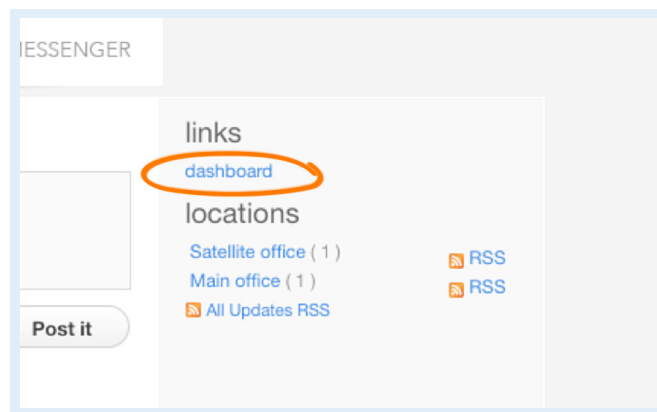 IESSENGER
links
dashboard
locations
Satellite office ( 1 ) RSS
Main office ( 1 ) RSS
All Updates RSS
Post it